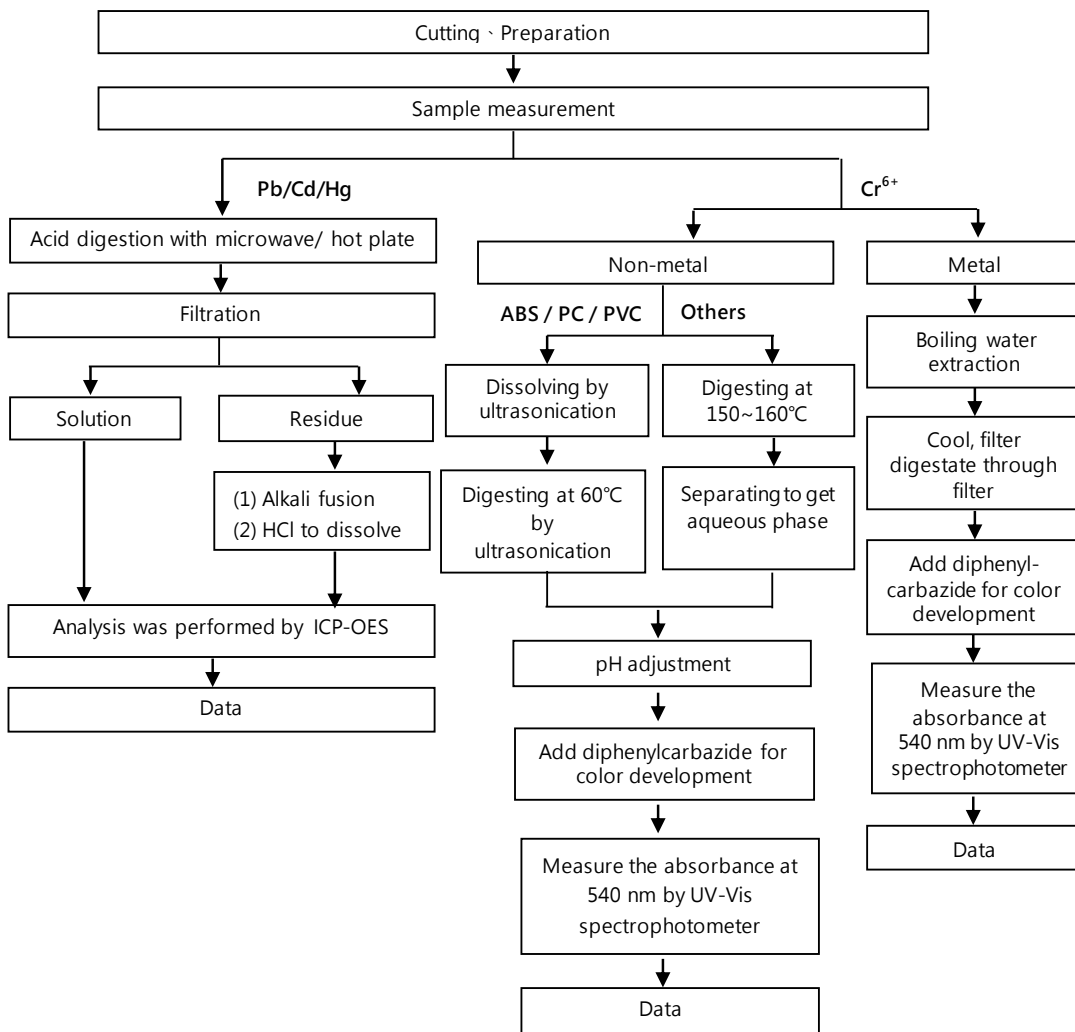 Cutting、Preparation
Sample measurement
Pb/Cd/Hg
Cr⁶⁺
Acid digestion with microwave/ hot plate
Filtration
Solution
Residue
(1) Alkali fusion
(2) HCl to dissolve
Analysis was performed by ICP-OES
Data
Non-metal
ABS / PC / PVC
Others
Dissolving by
ultrasonication
Digesting at
150~160℃
Digesting at 60℃
by
ultrasonication
Separating to get
aqueous phase
pH adjustment
Add diphenylcarbazide for
color development
Measure the absorbance at
540 nm by UV-Vis
spectrophotometer
Data
Metal
Boiling water
extraction
Cool, filter
digestate through
filter
Add diphenyl-
carbazide for color
development
Measure the
absorbance at
540 nm by UV-Vis
spectrophotometer
Data